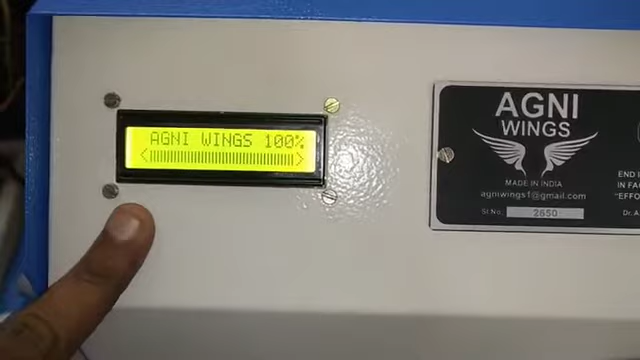 AGNI WINGS 100%
AGNI
WINGS
MADE IN INDIA
agniwings1@gmail.com
Sl.No. 2650
END I
IN FA
"EFFO
Dr. A